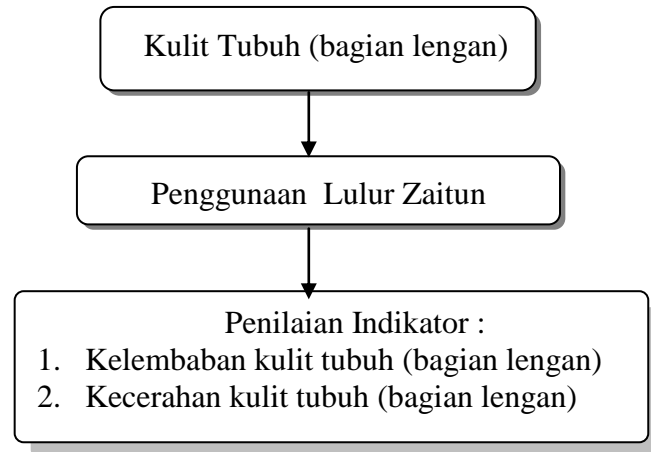 Kulit Tubuh (bagian lengan)
Penggunaan Lulur Zaitun
Penilaian Indikator :
1. Kelembaban kulit tubuh (bagian lengan)
2. Kecerahan kulit tubuh (bagian lengan)